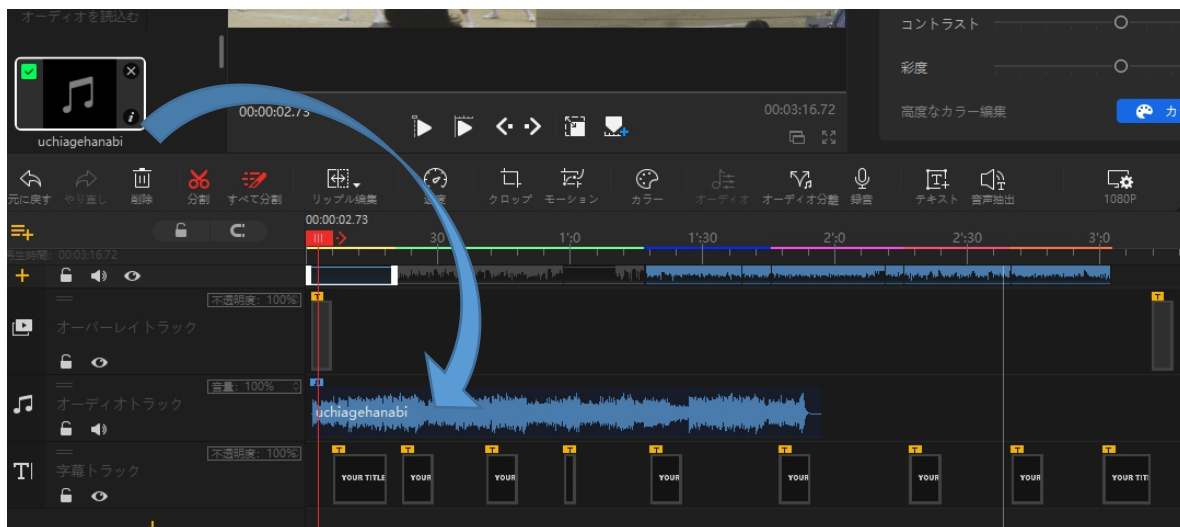 オーディオを読込む
uchiagehanabi
00:00:02.73
00:03:16.72
コントラスト
彩度
高度なカラー編集
カ
元に戻す やり直し 削除 分割 すべて分割 リップル編集 速度 クロップ モーション カラー オーディオ オーディオ分離 録音 テキスト 音声抽出 1080P
00:00:02.73
再生時間: 00:03:16.72
30 1':0 1':30 2':0 2':30 3':0
不透明度: 100%
オーバーレイトラック
音量: 100%
オーディオトラック
uchiagehanabi
不透明度: 100%
字幕トラック
YOUR TITLE YOUR YOUR YOUR YOUR YOUR YOUR YOUR TIT